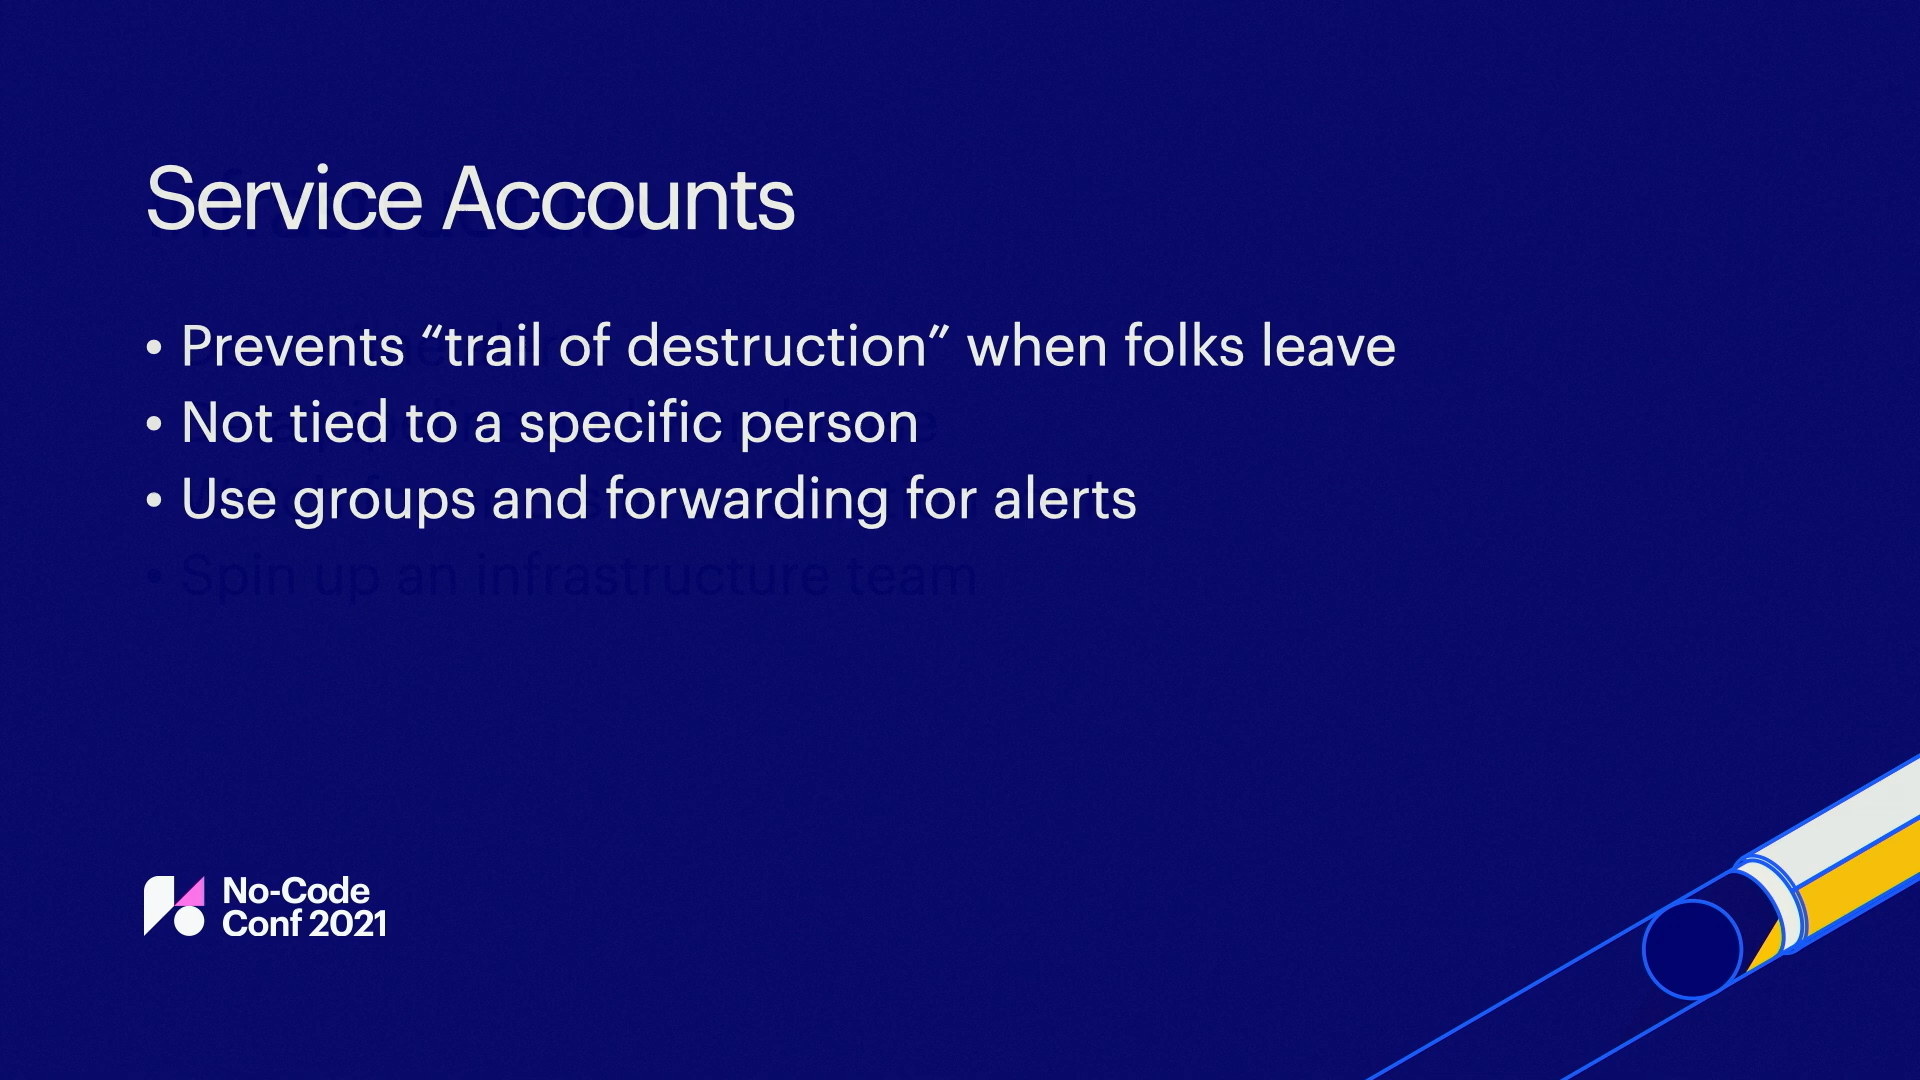 Service Accounts
• Prevents “trail of destruction” when folks leave
• Not tied to a specific person
• Use groups and forwarding for alerts
• Spin up an infrastructure team
No-Code
Conf 2021